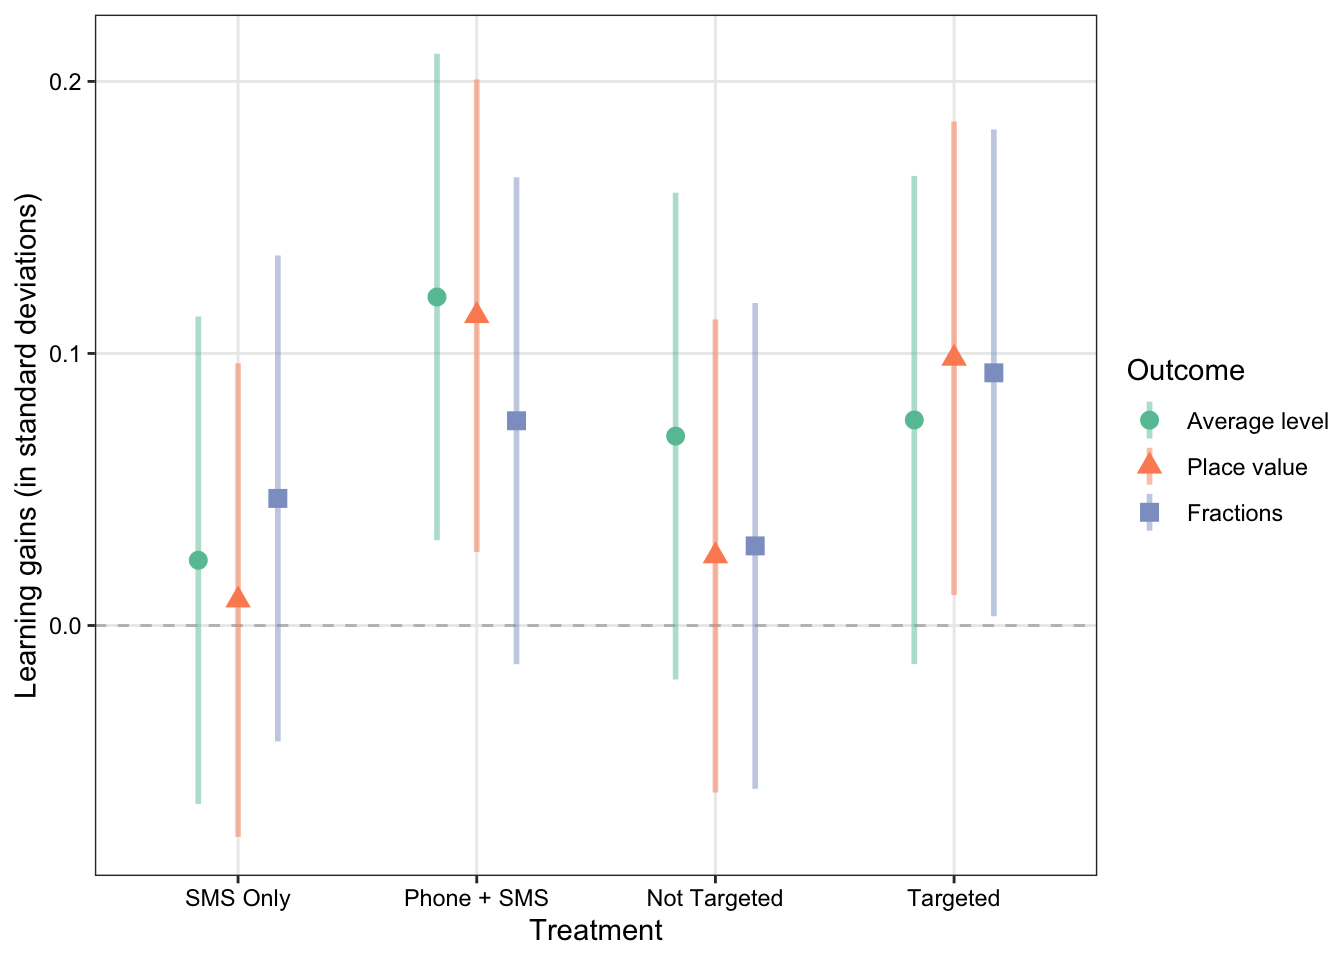 Learning gains (in standard deviations)
0.2
0.1
0.0
SMS Only
Phone + SMS
Not Targeted
Targeted
Treatment
Outcome
Average level
Place value
Fractions